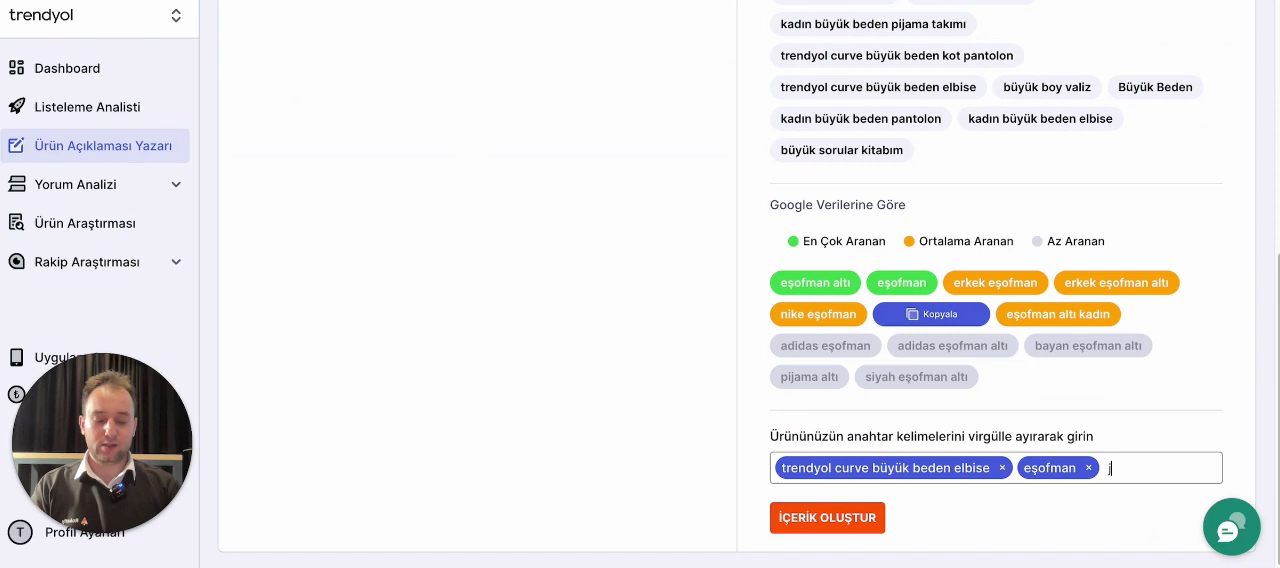 trendyol
Dashboard
Listeleme Analisti
Ürün Açıklaması Yazarı
Yorum Analizi
Ürün Araştırması
Rakip Araştırması
Profil Ayarları
kadın büyük beden pijama takımı
trendyol curve büyük beden kot pantolon
trendyol curve büyük beden elbise büyük boy valiz Büyük Beden
kadın büyük beden pantolon kadın büyük beden elbise
büyük sorular kitabım
Google Verilerine Göre
En Çok Aranan Ortalama Aranan Az Aranan
eşofman altı eşofman erkek eşofman erkek eşofman altı
nike eşofman Kopyala eşofman altı kadın
adidas eşofman adidas eşofman altı bayan eşofman altı
pijama altı siyah eşofman altı
Ürününüzün anahtar kelimelerini virgülle ayırarak girin
trendyol curve büyük beden elbise × eşofman × j
İÇERİK OLUŞTUR
T